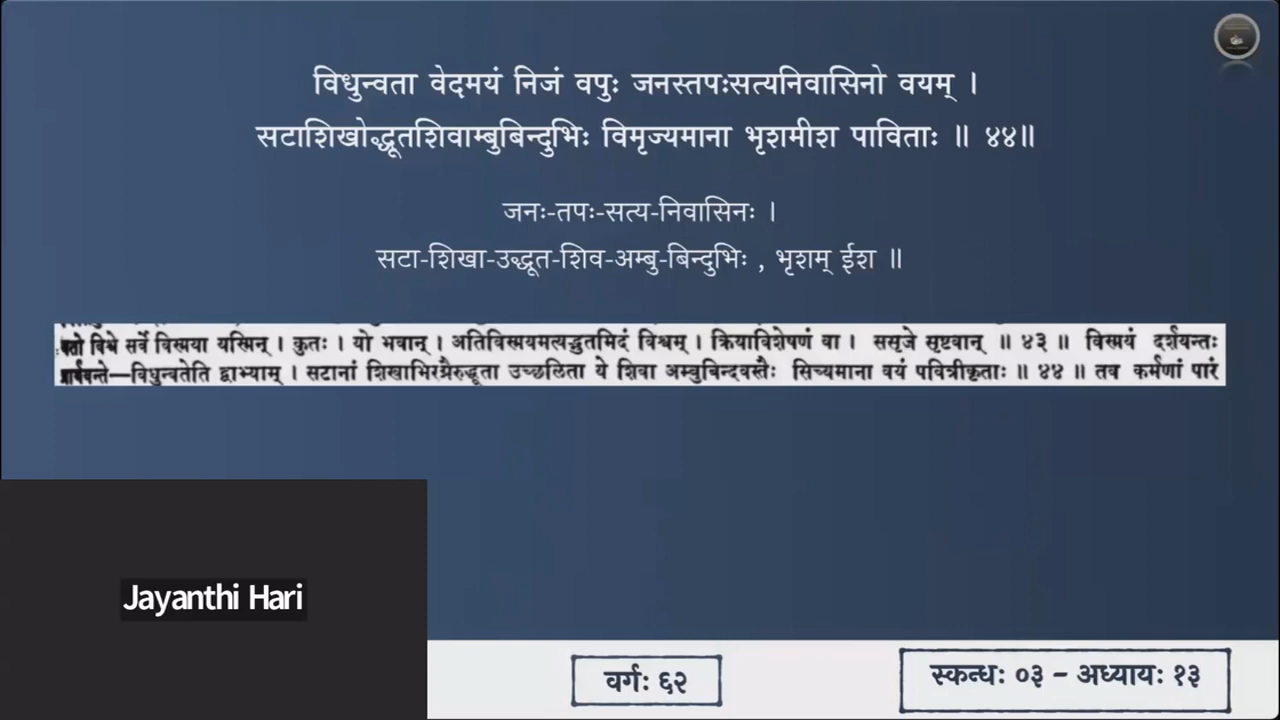 विधुन्वता वेदमयं निजं वपुः जनस्तपःसत्यनिवासिनो वयम् ।
सटाशिखोद्धूतशिवाम्बुबिन्दुभिः विमृज्यमाना भृशमीश पाविताः ॥ ४४॥
जनः-तपः-सत्य-निवासिनः ।
सटा-शिखा-उद्धूत-शिव-अम्बु-बिन्दुभिः , भृशम् ईश ॥
विश्वे सर्वे विस्मया यस्मिन् । कुतः । यो भवान् । अतिविस्मयमत्यद्भुतमिदं विश्वम् । क्रियाविशेषणं वा । ससृजे सृष्टवान् ॥ ४३ ॥ विस्मयं दर्शयन्तः
प्रार्थयन्ते—विधुन्वतेति द्वाभ्याम् । सटानां शिखाभिरग्रैरुद्धूता उच्छलिता ये शिवा अम्बुबिन्दवस्तैः सिच्यमाना वयं पवित्रीकृताः ॥ ४४ ॥ तव कर्मणां पारं
Jayanthi Hari
वर्गः ६२
स्कन्धः ०३ - अध्यायः १३